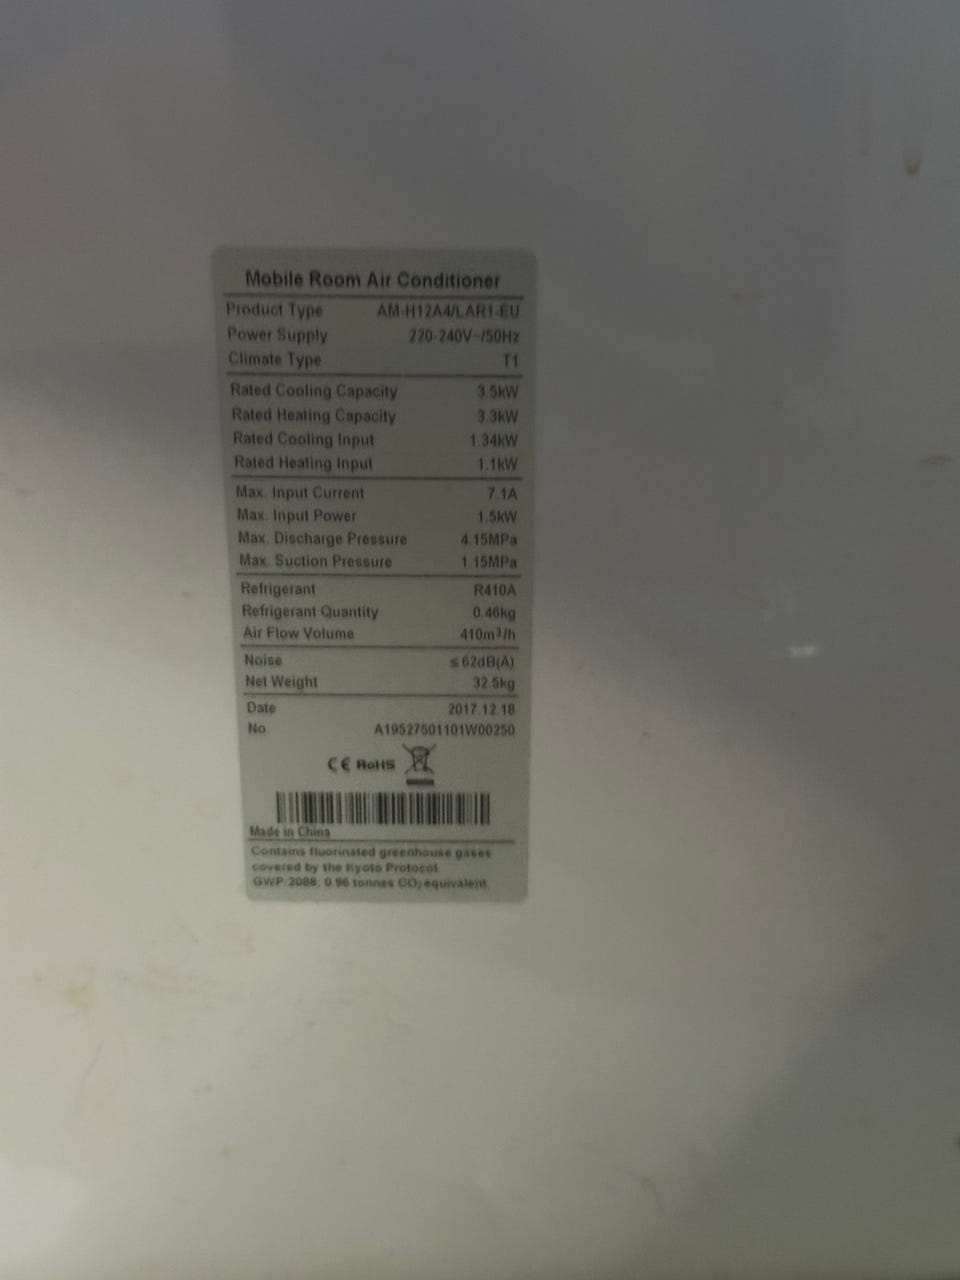 Mobile Room Air Conditioner
Product Type AM-H12A4/LAR1-EU
Power Supply 220-240V~/50Hz
Climate Type T1
Rated Cooling Capacity 3.5kW
Rated Heating Capacity 3.3kW
Rated Cooling Input 1.34kW
Rated Heating Input 1.1kW
Max. Input Current 7.1A
Max. Input Power 1.5kW
Max. Discharge Pressure 4.15MPa
Max. Suction Pressure 1.15MPa
Refrigerant R410A
Refrigerant Quantity 0.46kg
Air Flow Volume 410m³/h
Noise ≤62dB(A)
Net Weight 32.5kg
Date 2017.12.18
No. A19527501101W00250
CE RoHS
Made in China
Contains fluorinated greenhouse gases
covered by the Kyoto Protocol.
GWP:2088; 0.96 tonnes CO₂ equivalent.